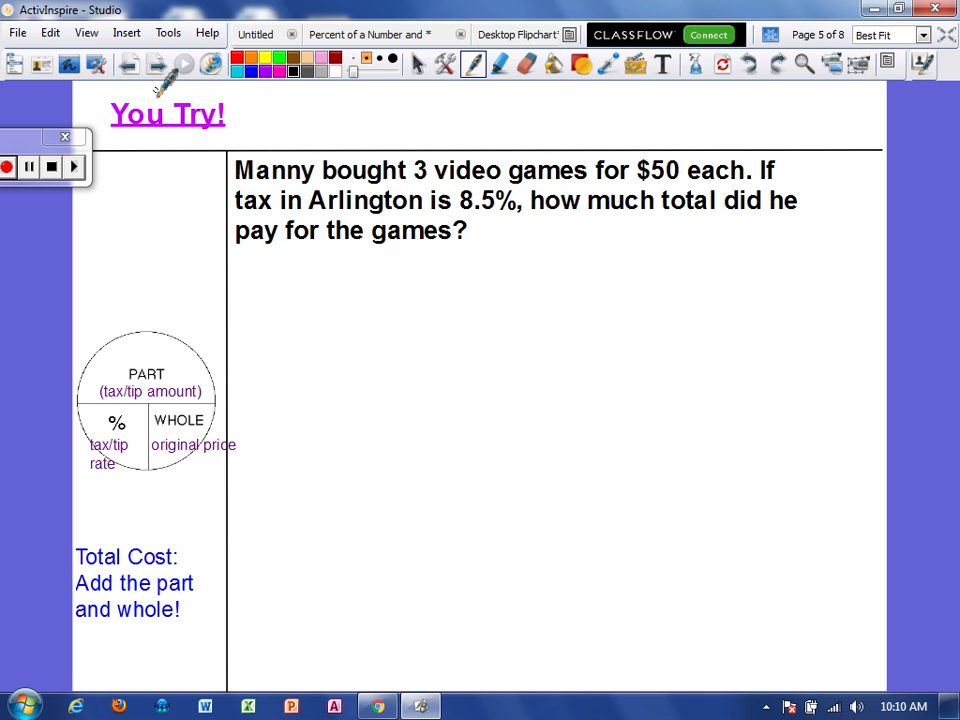 ActivInspire - Studio
File Edit View Insert Tools Help
Untitled
Percent of a Number and *
Desktop Flipchart*
CLASSFLOW Connect
Page 5 of 8
Best Fit
You Try!
Manny bought 3 video games for $50 each. If
tax in Arlington is 8.5%, how much total did he
pay for the games?
PART
(tax/tip amount)
% WHOLE
tax/tip original price
rate
Total Cost:
Add the part
and whole!
10:10 AM